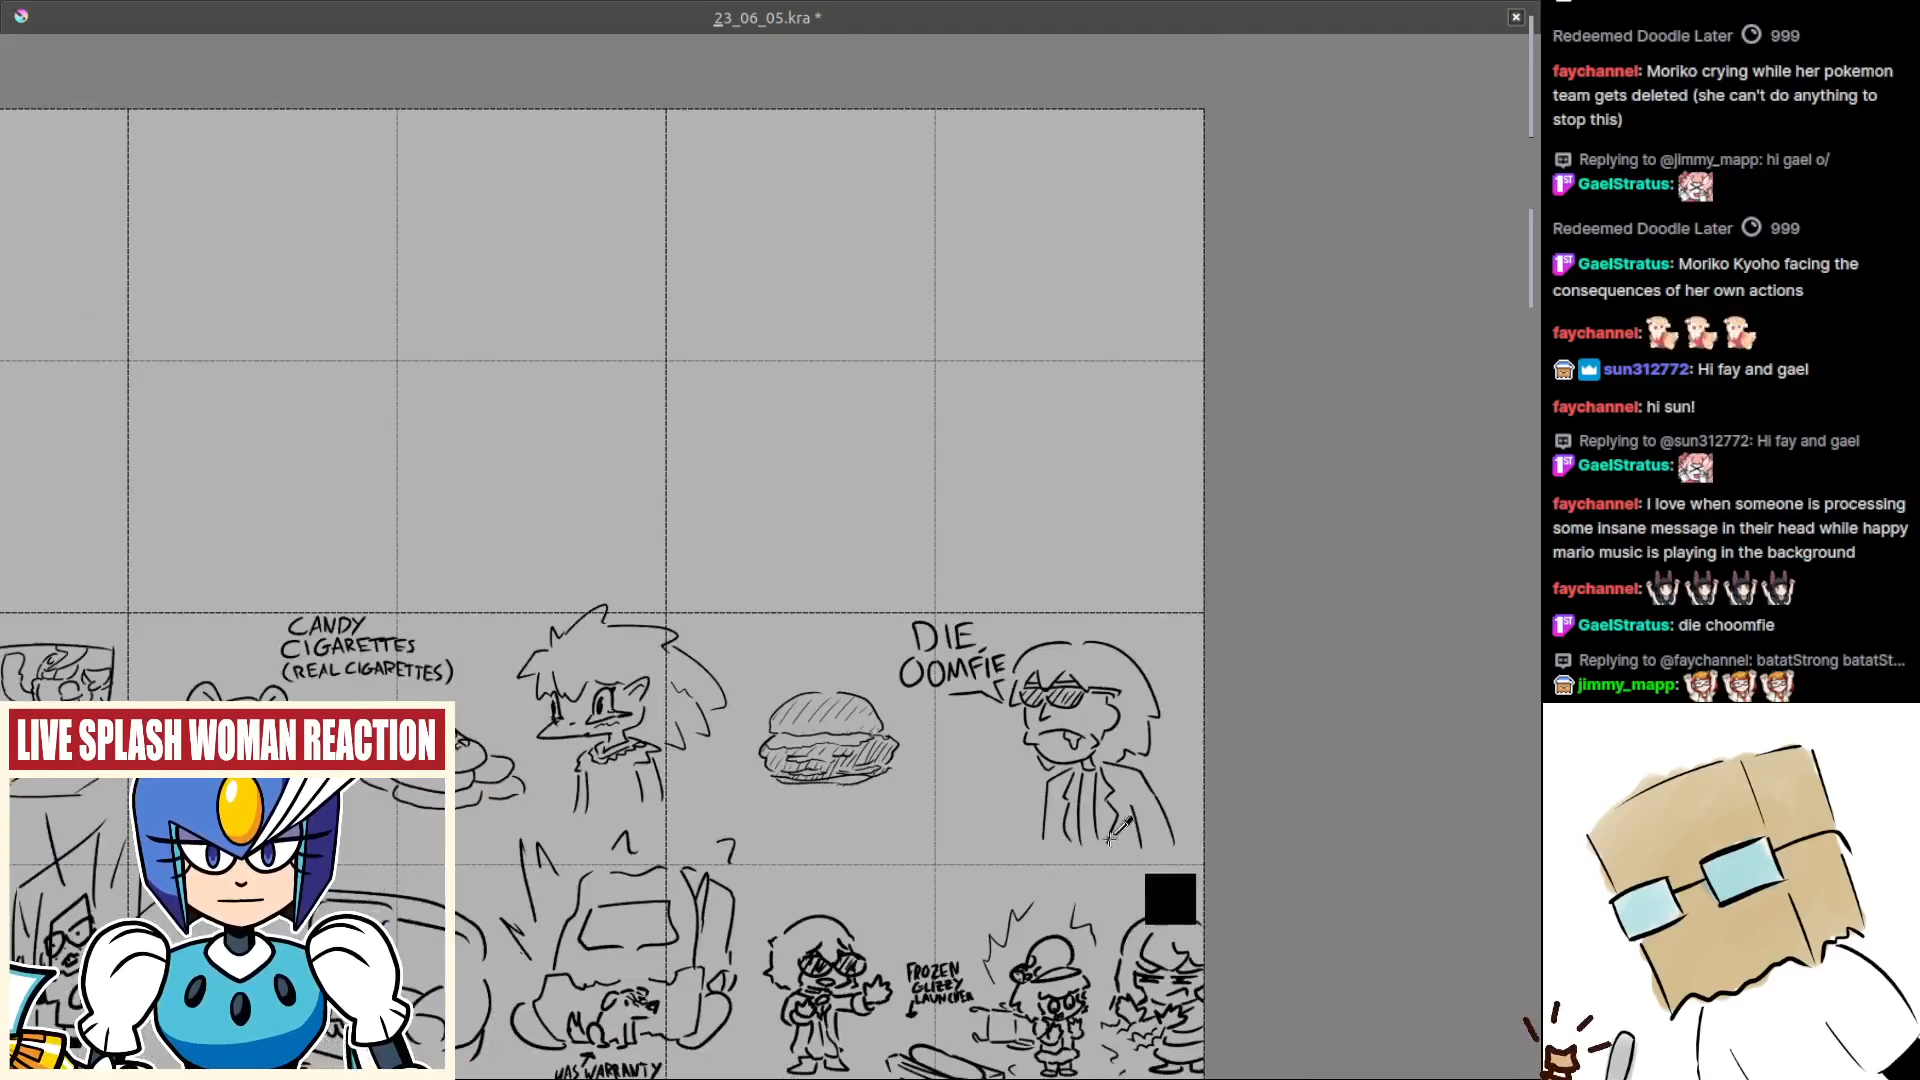 23_06_05.kra *
Redeemed Doodle Later 999
faychannel: Moriko crying while her pokemon
team gets deleted (she can't do anything to
stop this)
Replying to @jimmy_mapp: hi gael o/
1ST GaelStratus:
Redeemed Doodle Later 999
1ST GaelStratus: Moriko Kyoho facing the
consequences of her own actions
faychannel:
sun312772: Hi fay and gael
faychannel: hi sun!
Replying to @sun312772: Hi fay and gael
1ST GaelStratus:
faychannel: I love when someone is processing
some insane message in their head while happy
mario music is playing in the background
faychannel:
1ST GaelStratus: die choomfie
Replying to @faychannel: batatStrong batatSt...
jimmy_mapp:
CANDY
CIGARETTES
(REAL CIGARETTES)
DIE,
OOMFIE
LIVE SPLASH WOMAN REACTION
FROZEN
GLIZZY
LAUNCHER
HAS WARRANTY